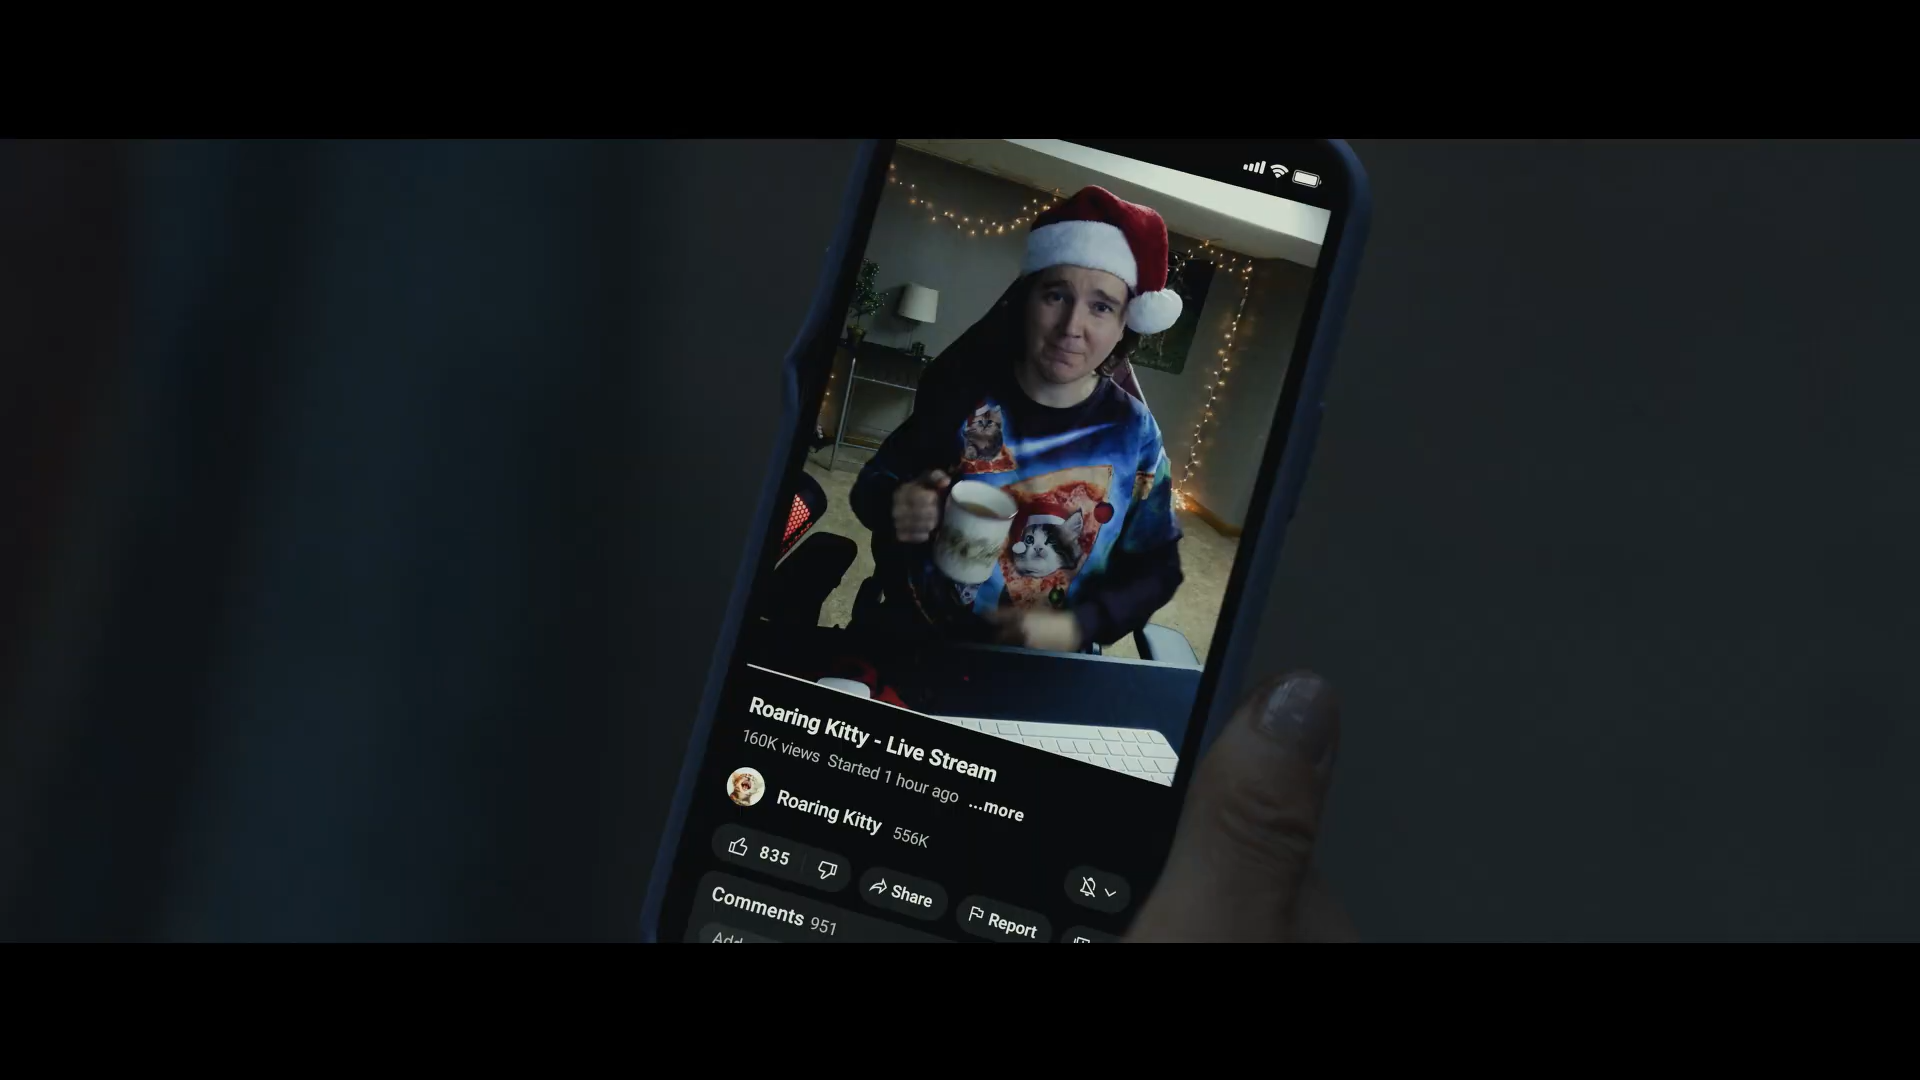 Roaring Kitty - Live Stream
160K views Started 1 hour ago ...more
Roaring Kitty 556K
835
Share
Report
Comments 951
Add